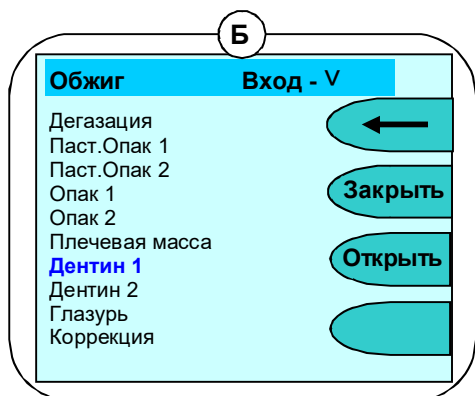 Б
Обжиг Вход - V
Дегазация
Паст.Опак 1
Паст.Опак 2
Опак 1
Опак 2
Плечевая масса
Дентин 1
Дентин 2
Глазурь
Коррекция
Закрыть
Открыть